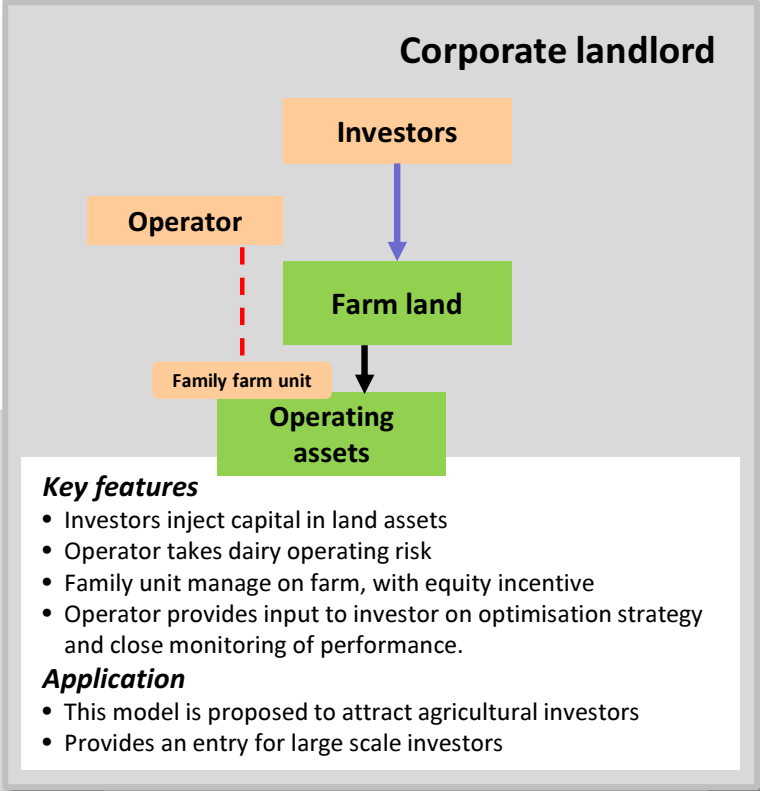 Corporate landlord
Investors
Operator
Farm land
Family farm unit
Operating
assets
Key features
• Investors inject capital in land assets
• Operator takes dairy operating risk
• Family unit manage on farm, with equity incentive
• Operator provides input to investor on optimisation strategy
and close monitoring of performance.
Application
• This model is proposed to attract agricultural investors
• Provides an entry for large scale investors